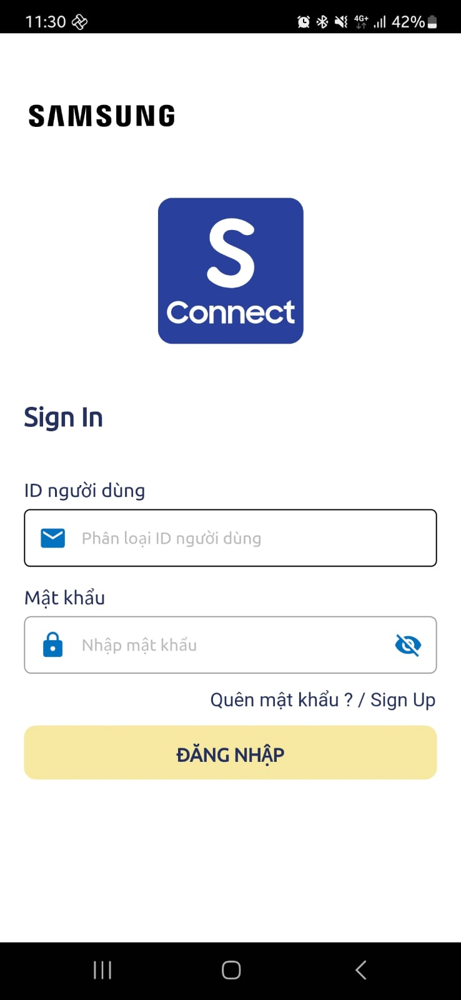 11:30 4G+ 42%
SAMSUNG
S
Connect
Sign In
ID người dùng
Phân loại ID người dùng
Mật khẩu
Nhập mật khẩu
Quên mật khẩu ? / Sign Up
ĐĂNG NHẬP